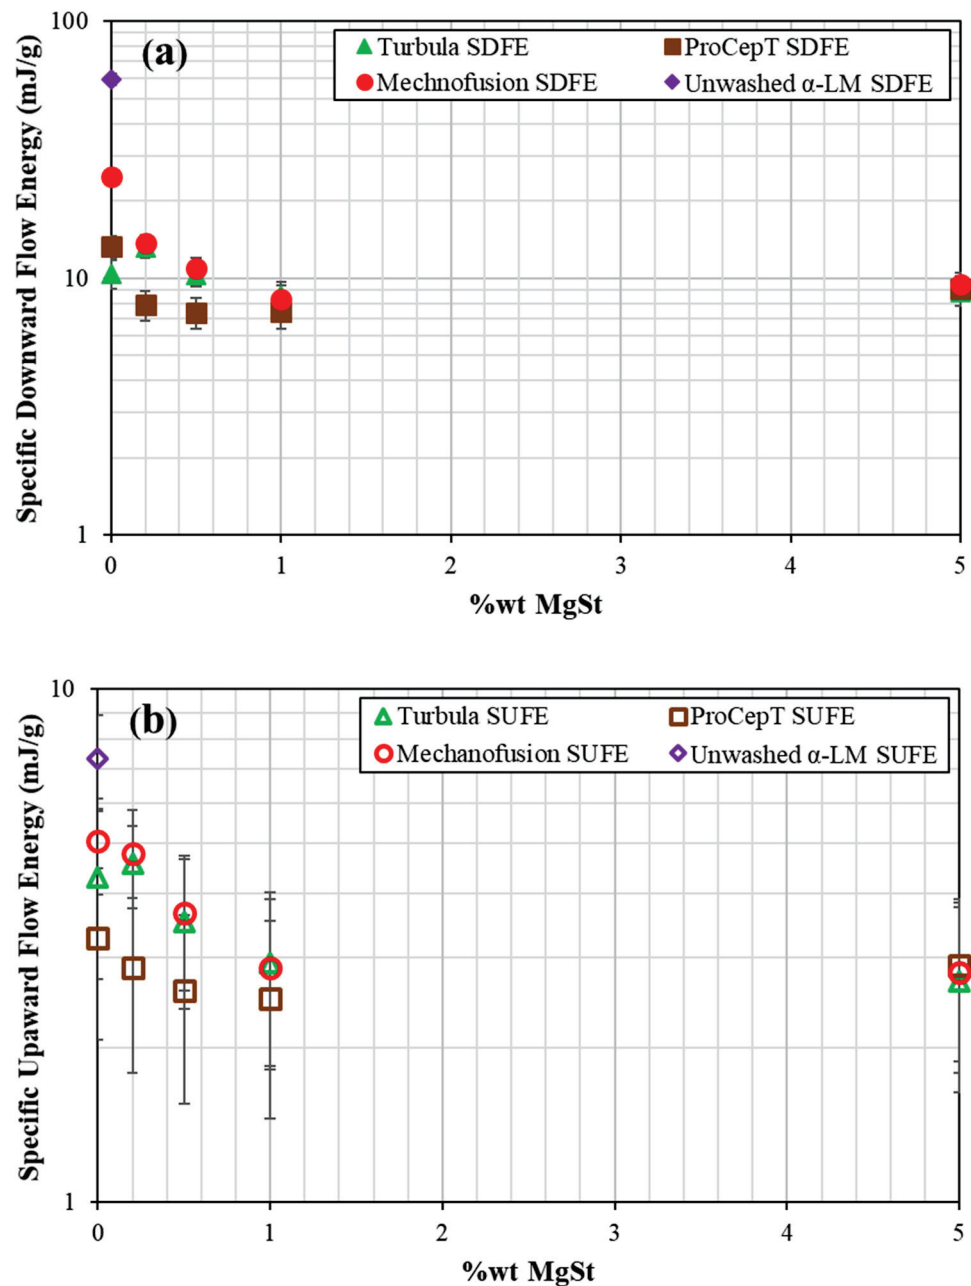 100
(a)
Turbula SDFE
ProCepT SDFE
Mechnofusion SDFE
Unwashed α-LM SDFE
Specific Downward Flow Energy (mJ/g)
10
1
0 1 2 3 4 5
%wt MgSt
10
(b)
Turbula SUFE
ProCepT SUFE
Mechanofusion SUFE
Unwashed α-LM SUFE
Specific Upaward Flow Energy (mJ/g)
1
0 1 2 3 4 5
%wt MgSt